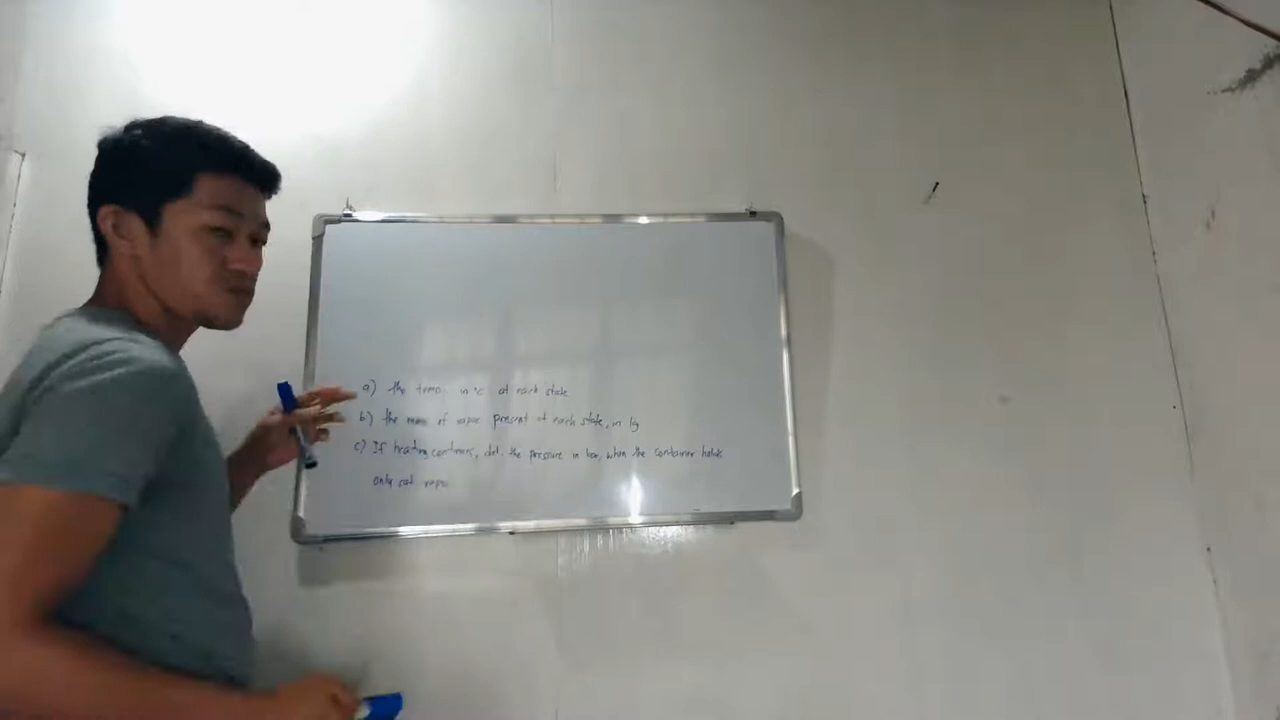 a) the temp. in °C at each state
b) the mass of vapor present at each state, in kg
c) If heating continues, det. the pressure in bar, when the container holds
only sat vapor